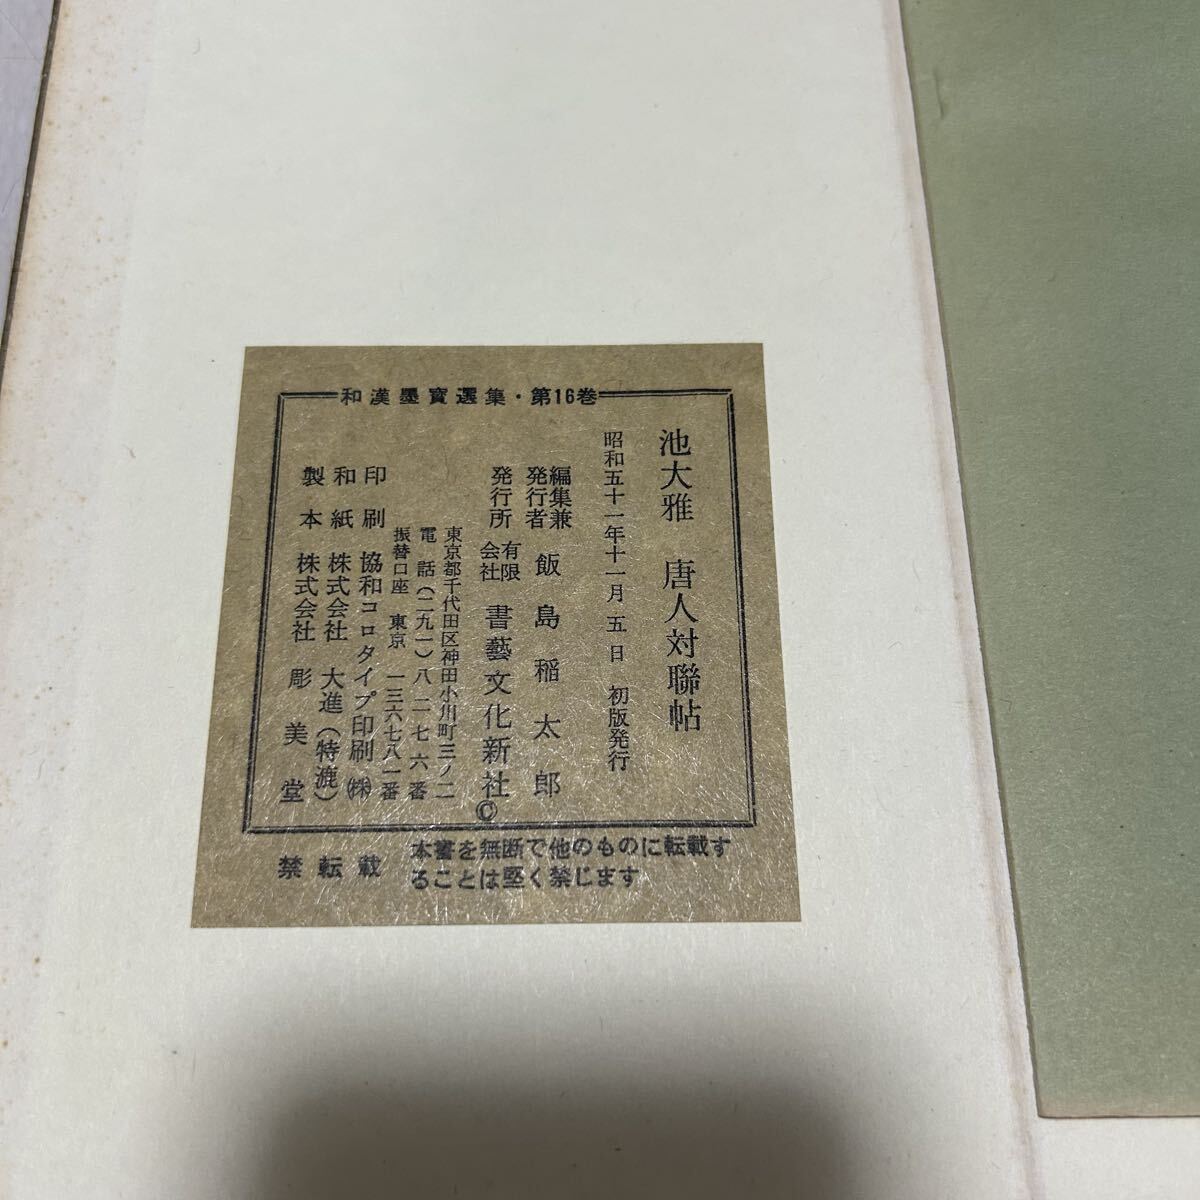 和漢墨寳選集・第16巻
池大雅 唐人対聯帖
昭和五十一年十一月五日 初版発行
編集兼
発行者 飯島稲太郎
発行所 有限会社 書藝文化新社 ©
東京都千代田区神田小川町三ノ二
電話(二九一)八二七六番
振替口座 東京 一三六七八一番
印刷 協和コロタイプ印刷㈱
和紙 株式会社 大進(特漉)
製本 株式会社 彫美堂
禁転載
本書を無断で他のものに転載す
ることは堅く禁じます